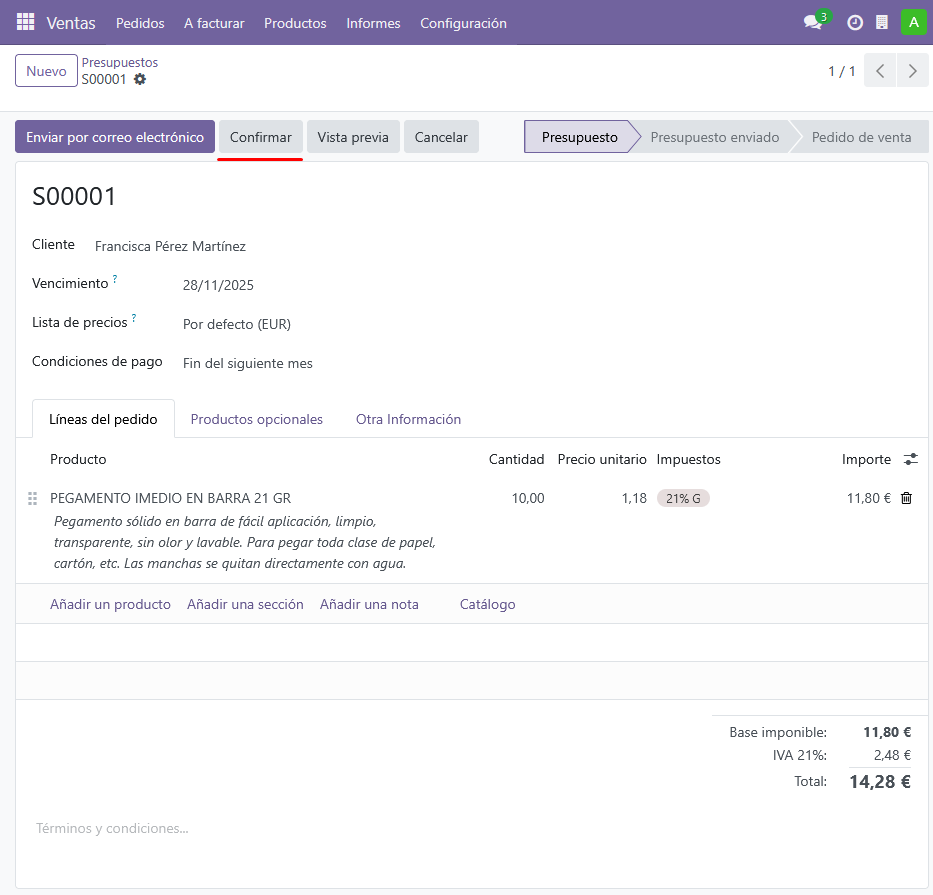 Ventas Pedidos A facturar Productos Informes Configuración 3 A
Nuevo Presupuestos
S00001 1 / 1
Enviar por correo electrónico Confirmar Vista previa Cancelar Presupuesto Presupuesto enviado Pedido de venta
S00001
Cliente Francisca Pérez Martínez
Vencimiento ? 28/11/2025
Lista de precios ? Por defecto (EUR)
Condiciones de pago Fin del siguiente mes
Líneas del pedido Productos opcionales Otra Información
Producto Cantidad Precio unitario Impuestos Importe
PEGAMENTO IMEDIO EN BARRA 21 GR 10,00 1,18 21% G 11,80 €
Pegamento sólido en barra de fácil aplicación, limpio,
transparente, sin olor y lavable. Para pegar toda clase de papel,
cartón, etc. Las manchas se quitan directamente con agua.
Añadir un producto Añadir una sección Añadir una nota Catálogo
Base imponible: 11,80 €
IVA 21%: 2,48 €
Total: 14,28 €
Términos y condiciones...